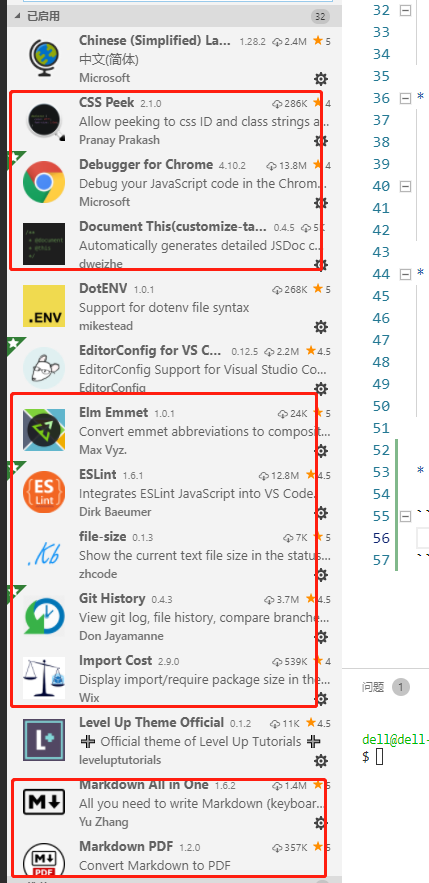 已启用 32
Chinese (Simplified) La... 1.28.2 2.4M 5
中文(简体)
Microsoft
CSS Peek 2.1.0 286K 4
Allow peeking to css ID and class strings a...
Pranay Prakash
Debugger for Chrome 4.10.2 13.8M 4
Debug your JavaScript code in the Chrom...
Microsoft
Document This(customize-ta... 0.4.5 5K
Automatically generates detailed JSDoc c...
dweizhe
.ENV
DotENV 1.0.1 268K 5
Support for dotenv file syntax
mikestead
EditorConfig for VS C... 0.12.5 2.2M 4.5
EditorConfig Support for Visual Studio Co...
EditorConfig
Elm Emmet 1.0.1 24K 5
Convert emmet abbreviations to composit...
Max Vyz.
ES
Lint
ESLint 1.6.1 12.8M 4.5
Integrates ESLint JavaScript into VS Code.
Dirk Baeumer
.Kb
file-size 0.1.3 7K 5
Show the current text file size in the status...
zhcode
Git History 0.4.3 3.7M 4.5
View git log, file history, compare branche...
Don Jayamanne
Import Cost 2.9.0 539K 4
Display import/require package size in the...
Wix
L+
Level Up Theme Official 0.1.2 11K 4.5
➕ Official theme of Level Up Tutorials ➕
leveluptutorials
M
Markdown All in One 1.6.2 1.4M 5
All you need to write Markdown (keyboar...
Yu Zhang
M
PDF
Markdown PDF 1.2.0 357K 5
Convert Markdown to PDF
32
33
34
35
36 *
37
38
39
40
41
42
43
44 *
45
46
47
48
49
50
51
52
53 *
54
55 ``
56
57 ``
问题 1
dell@dell-
$